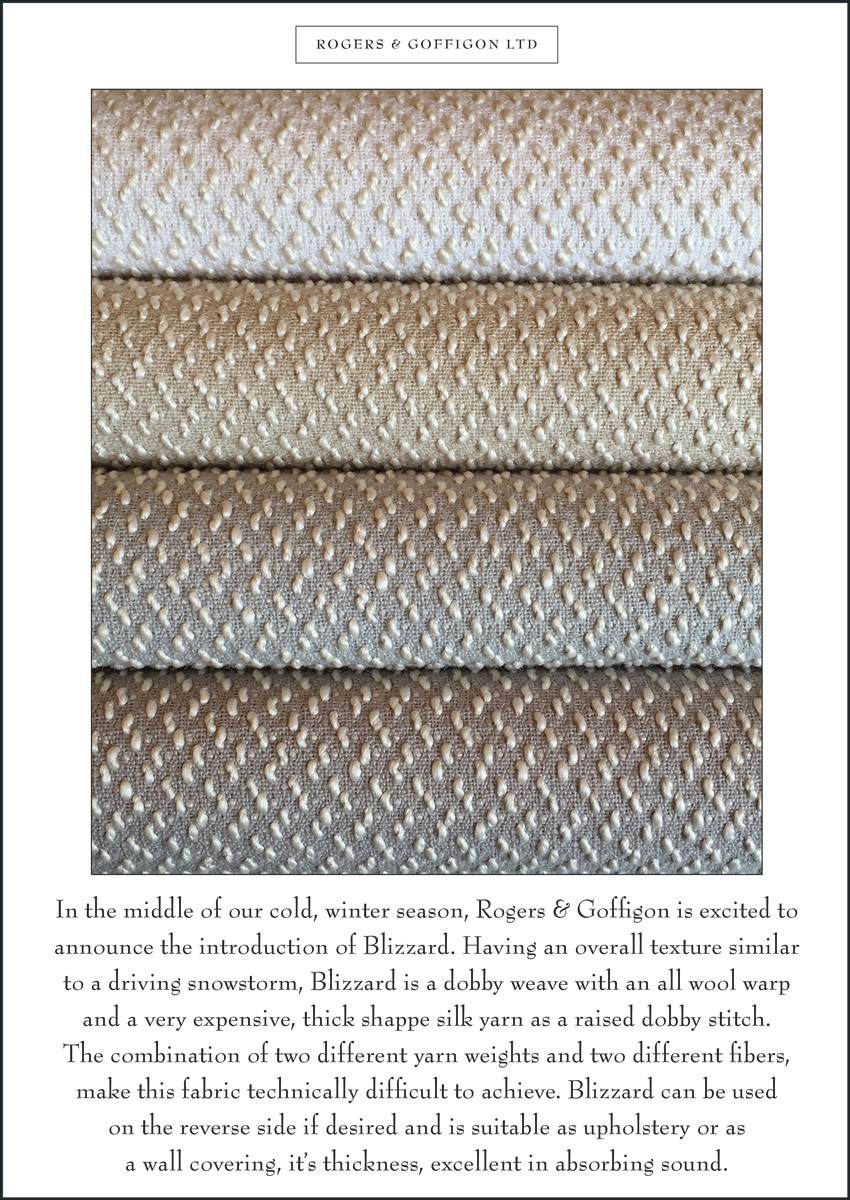 ROGERS & GOFFIGON LTD
In the middle of our cold, winter season, Rogers & Goffigon is excited to
announce the introduction of Blizzard. Having an overall texture similar
to a driving snowstorm, Blizzard is a dobby weave with an all wool warp
and a very expensive, thick shappe silk yarn as a raised dobby stitch.
The combination of two different yarn weights and two different fibers,
make this fabric technically difficult to achieve. Blizzard can be used
on the reverse side if desired and is suitable as upholstery or as
a wall covering, it's thickness, excellent in absorbing sound.